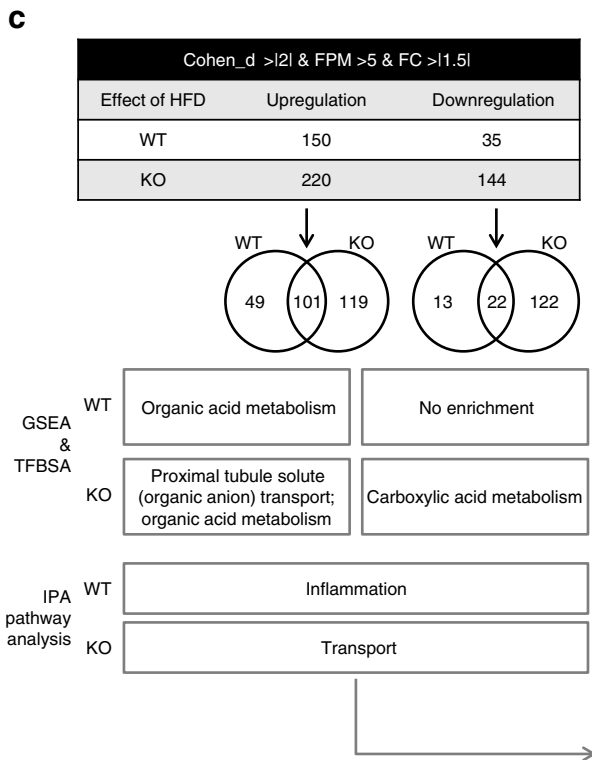 c
Cohen_d >|2| & FPM >5 & FC >|1.5|
Effect of HFD Upregulation Downregulation
WT 150 35
KO 220 144
WT KO WT KO
49 101 119 13 22 122
GSEA
&
TFBSA
WT Organic acid metabolism No enrichment
KO
Proximal tubule solute
(organic anion) transport;
organic acid metabolism
Carboxylic acid metabolism
IPA
pathway
analysis
WT Inflammation
KO Transport